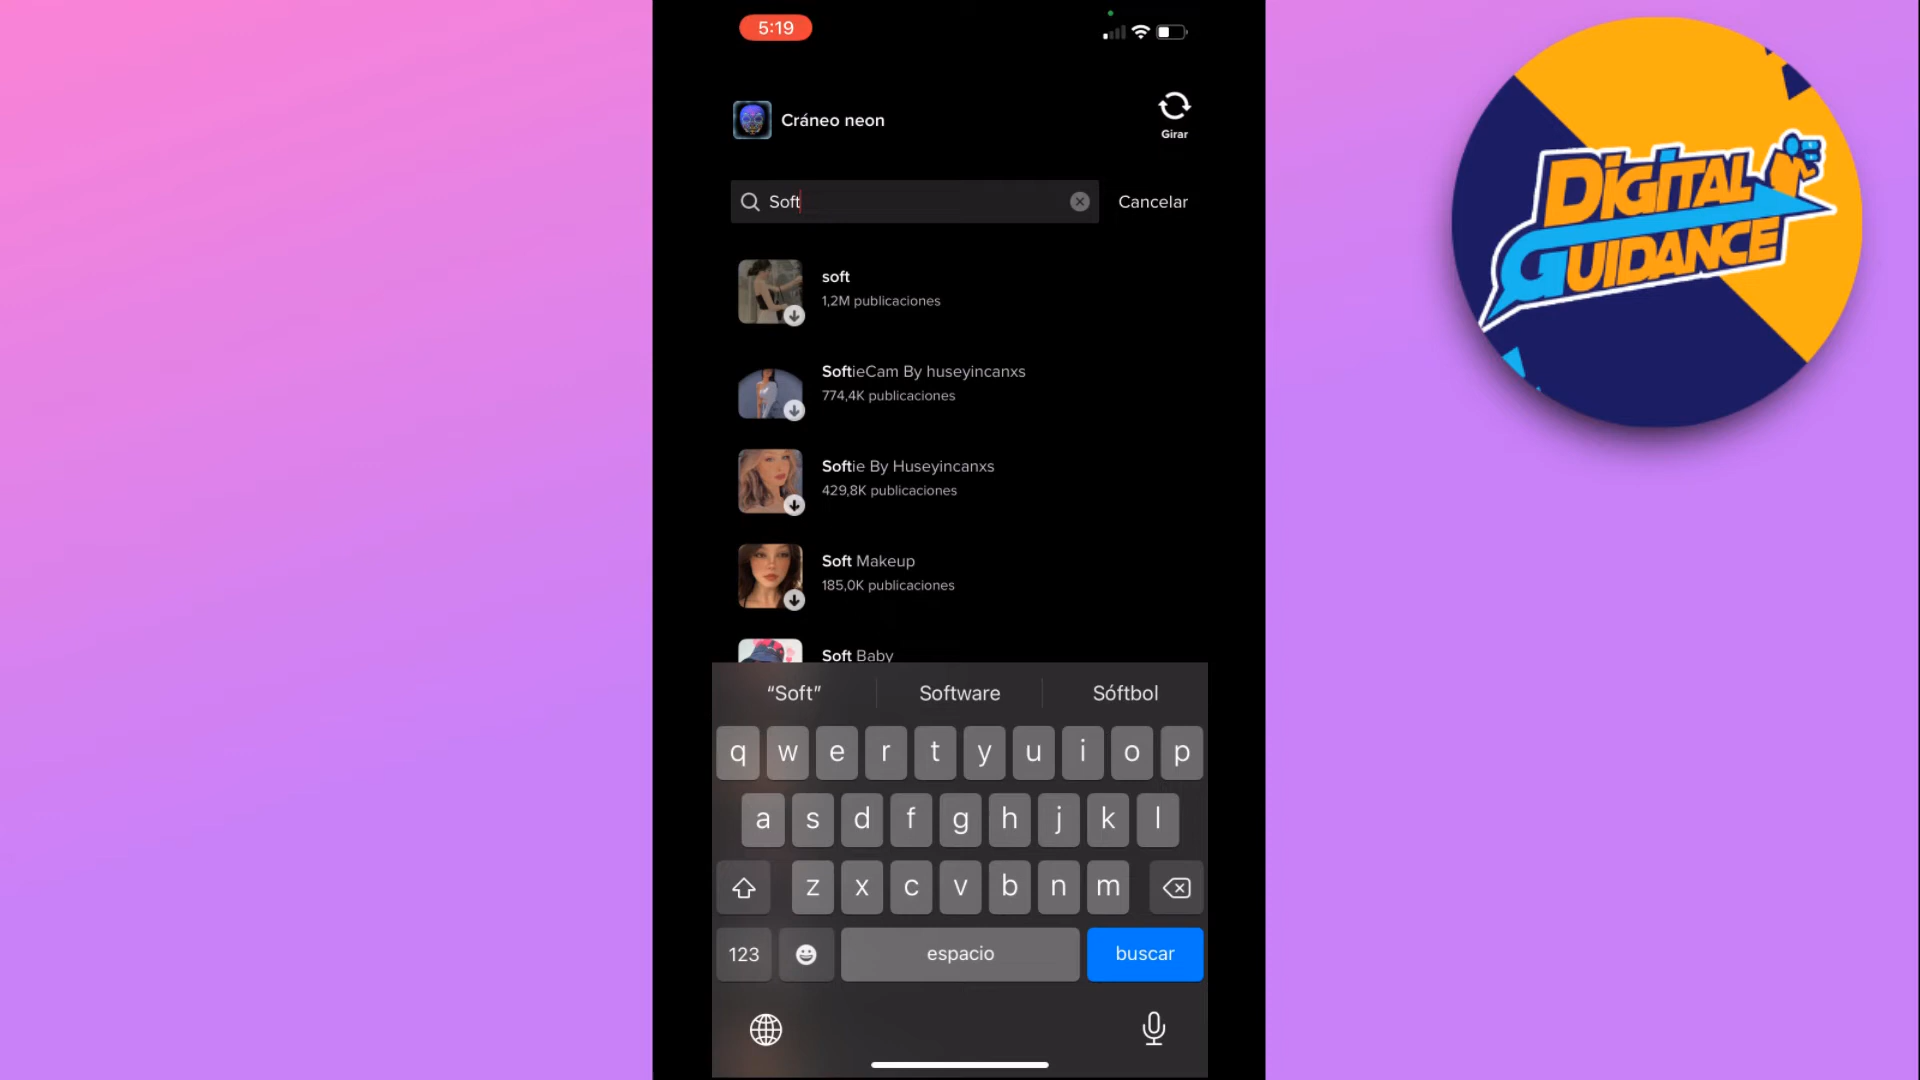 5:19
Cráneo neon
Girar
Soft
Cancelar
soft
1,2M publicaciones
SoftieCam By huseyincanxs
774,4K publicaciones
Softie By Huseyincanxs
429,8K publicaciones
Soft Makeup
185,0K publicaciones
Soft Baby
“Soft” Software Sóftbol
q w e r t y u i o p
a s d f g h j k l
z x c v b n m
123 espacio buscar
DIGITAL
GUIDANCE